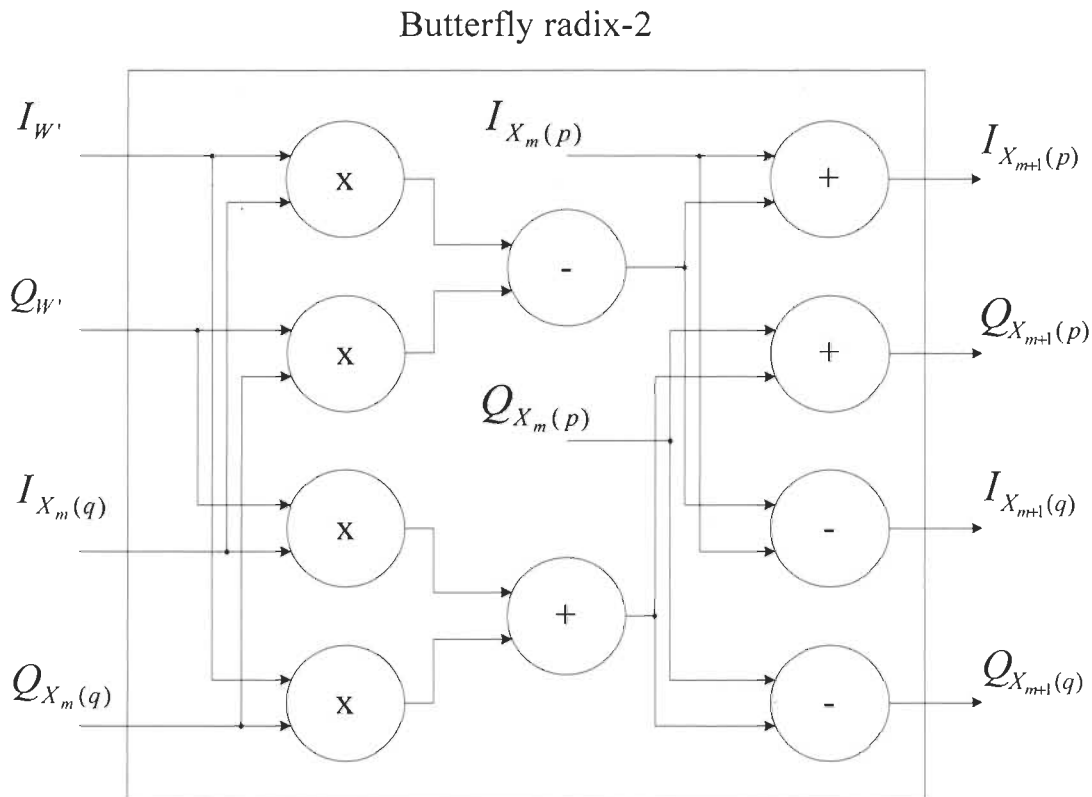 Butterfly radix-2
I_{W'}
Q_{W'}
I_{X_m(q)}
Q_{X_m(q)}
x
x
x
x
I_{X_m(p)}
-
Q_{X_m(p)}
+
+
+
-
-
I_{X_{m+1}(p)}
Q_{X_{m+1}(p)}
I_{X_{m+1}(q)}
Q_{X_{m+1}(q)}